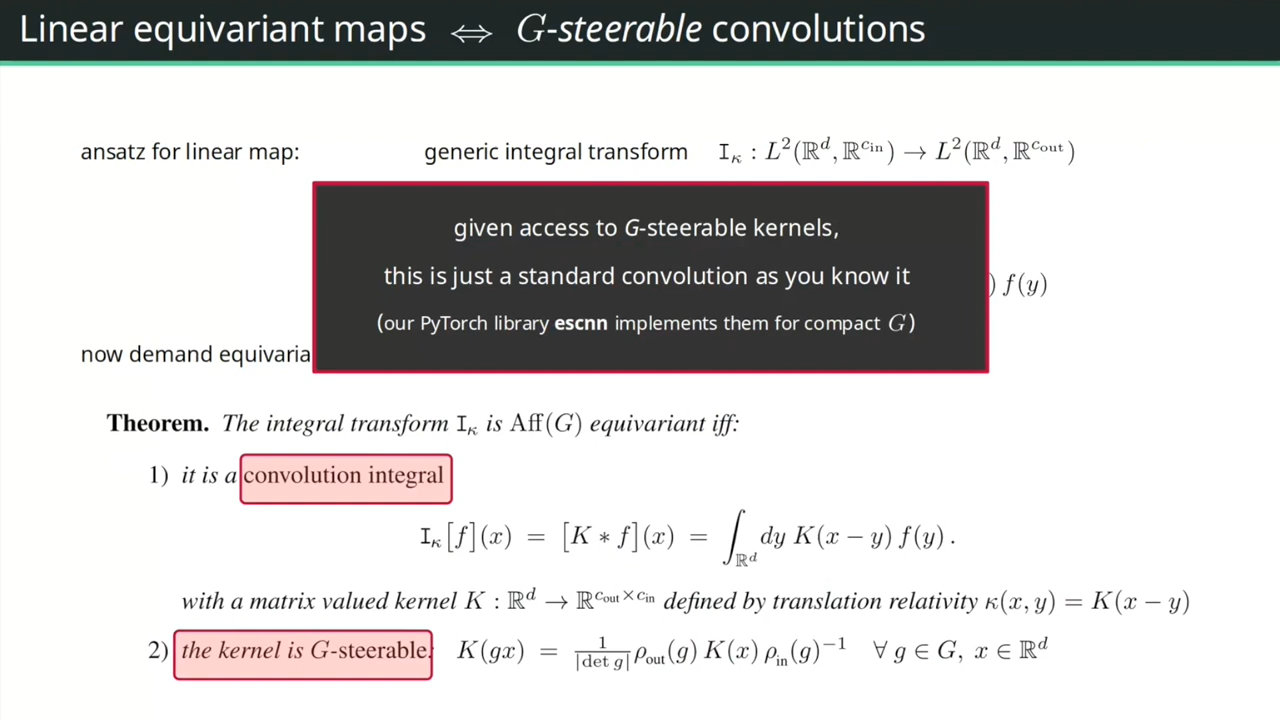 Linear equivariant maps ⇔ G-steerable convolutions
ansatz for linear map: generic integral transform I_κ : L²(ℝ^d, ℝ^{c_in}) → L²(ℝ^d, ℝ^{c_out})
given access to G-steerable kernels,
this is just a standard convolution as you know it
) f(y)
(our PyTorch library escnn implements them for compact G)
now demand equivaria
Theorem. The integral transform I_κ is Aff(G) equivariant iff:
1) it is a convolution integral
I_κ[f](x) = [K ∗ f](x) = ∫_{ℝ^d} dy K(x − y) f(y) .
with a matrix valued kernel K : ℝ^d → ℝ^{c_out×c_in} defined by translation relativity κ(x, y) = K(x − y)
2) the kernel is G-steerable: K(gx) = 1/|det g| ρ_out(g) K(x) ρ_in(g)^{−1} ∀ g ∈ G, x ∈ ℝ^d